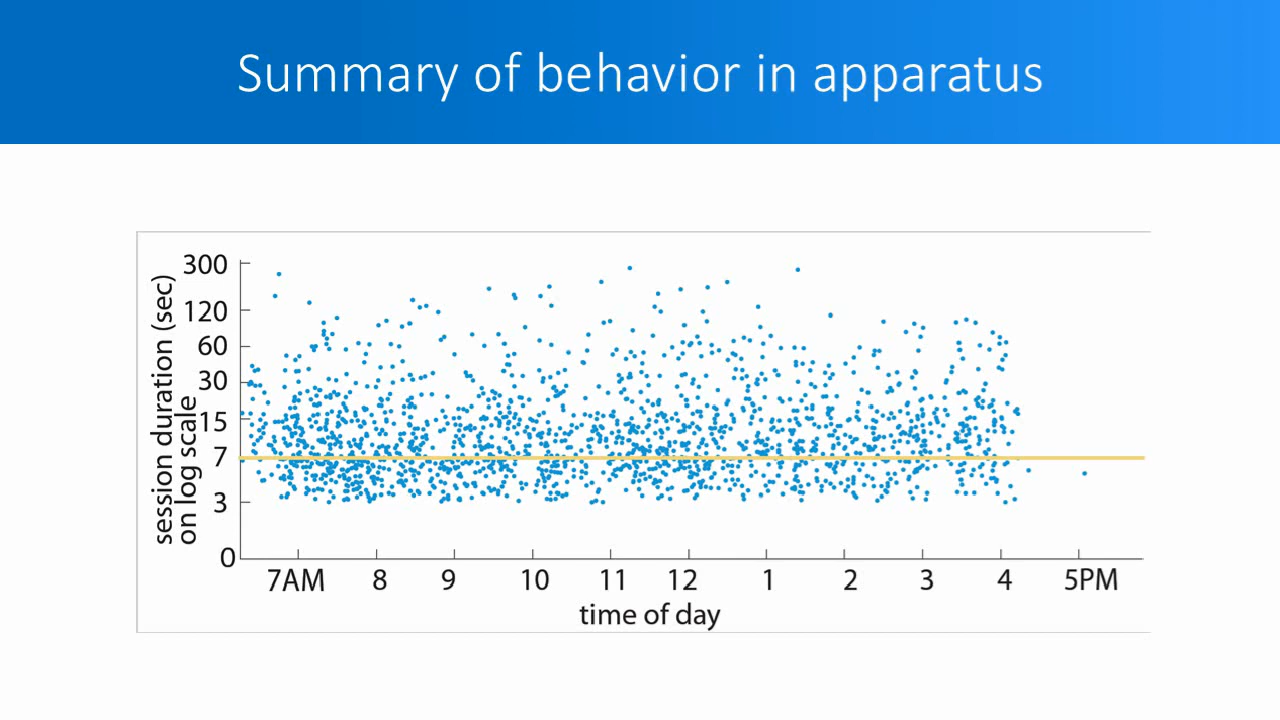 Summary of behavior in apparatus
session duration (sec)
on log scale
300
120
60
30
15
7
3
0
7AM 8 9 10 11 12 1 2 3 4 5PM
time of day